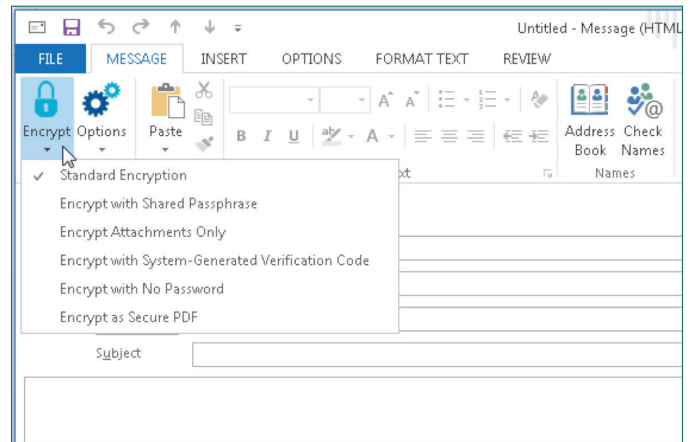 Untitled - Message (HTML
FILE MESSAGE INSERT OPTIONS FORMAT TEXT REVIEW
Encrypt Options Paste B I U aby A Address Book Check Names
xt Names
Standard Encryption
Encrypt with Shared Passphrase
Encrypt Attachments Only
Encrypt with System-Generated Verification Code
Encrypt with No Password
Encrypt as Secure PDF
Subject